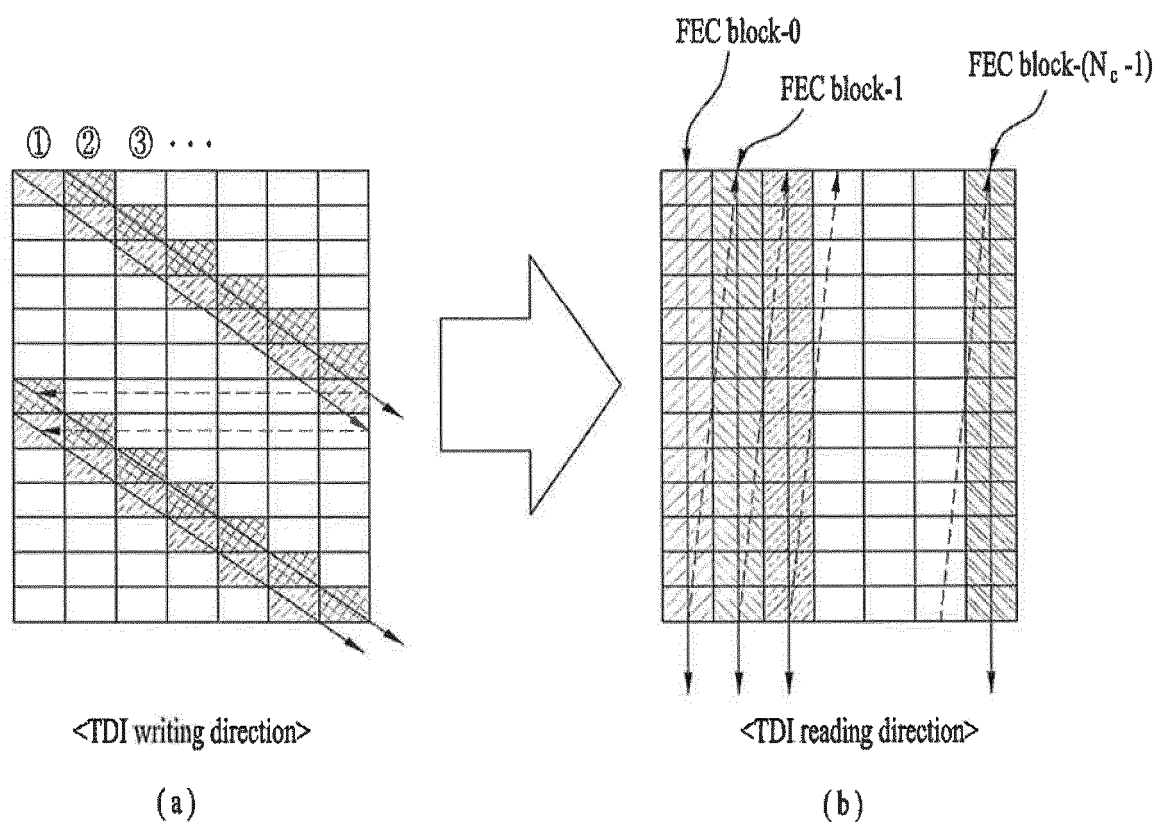 FEC block-0
FEC block-1
FEC block-(N_c -1)
① ② ③ ···
<TDI writing direction>
<TDI reading direction>
(a)
(b)